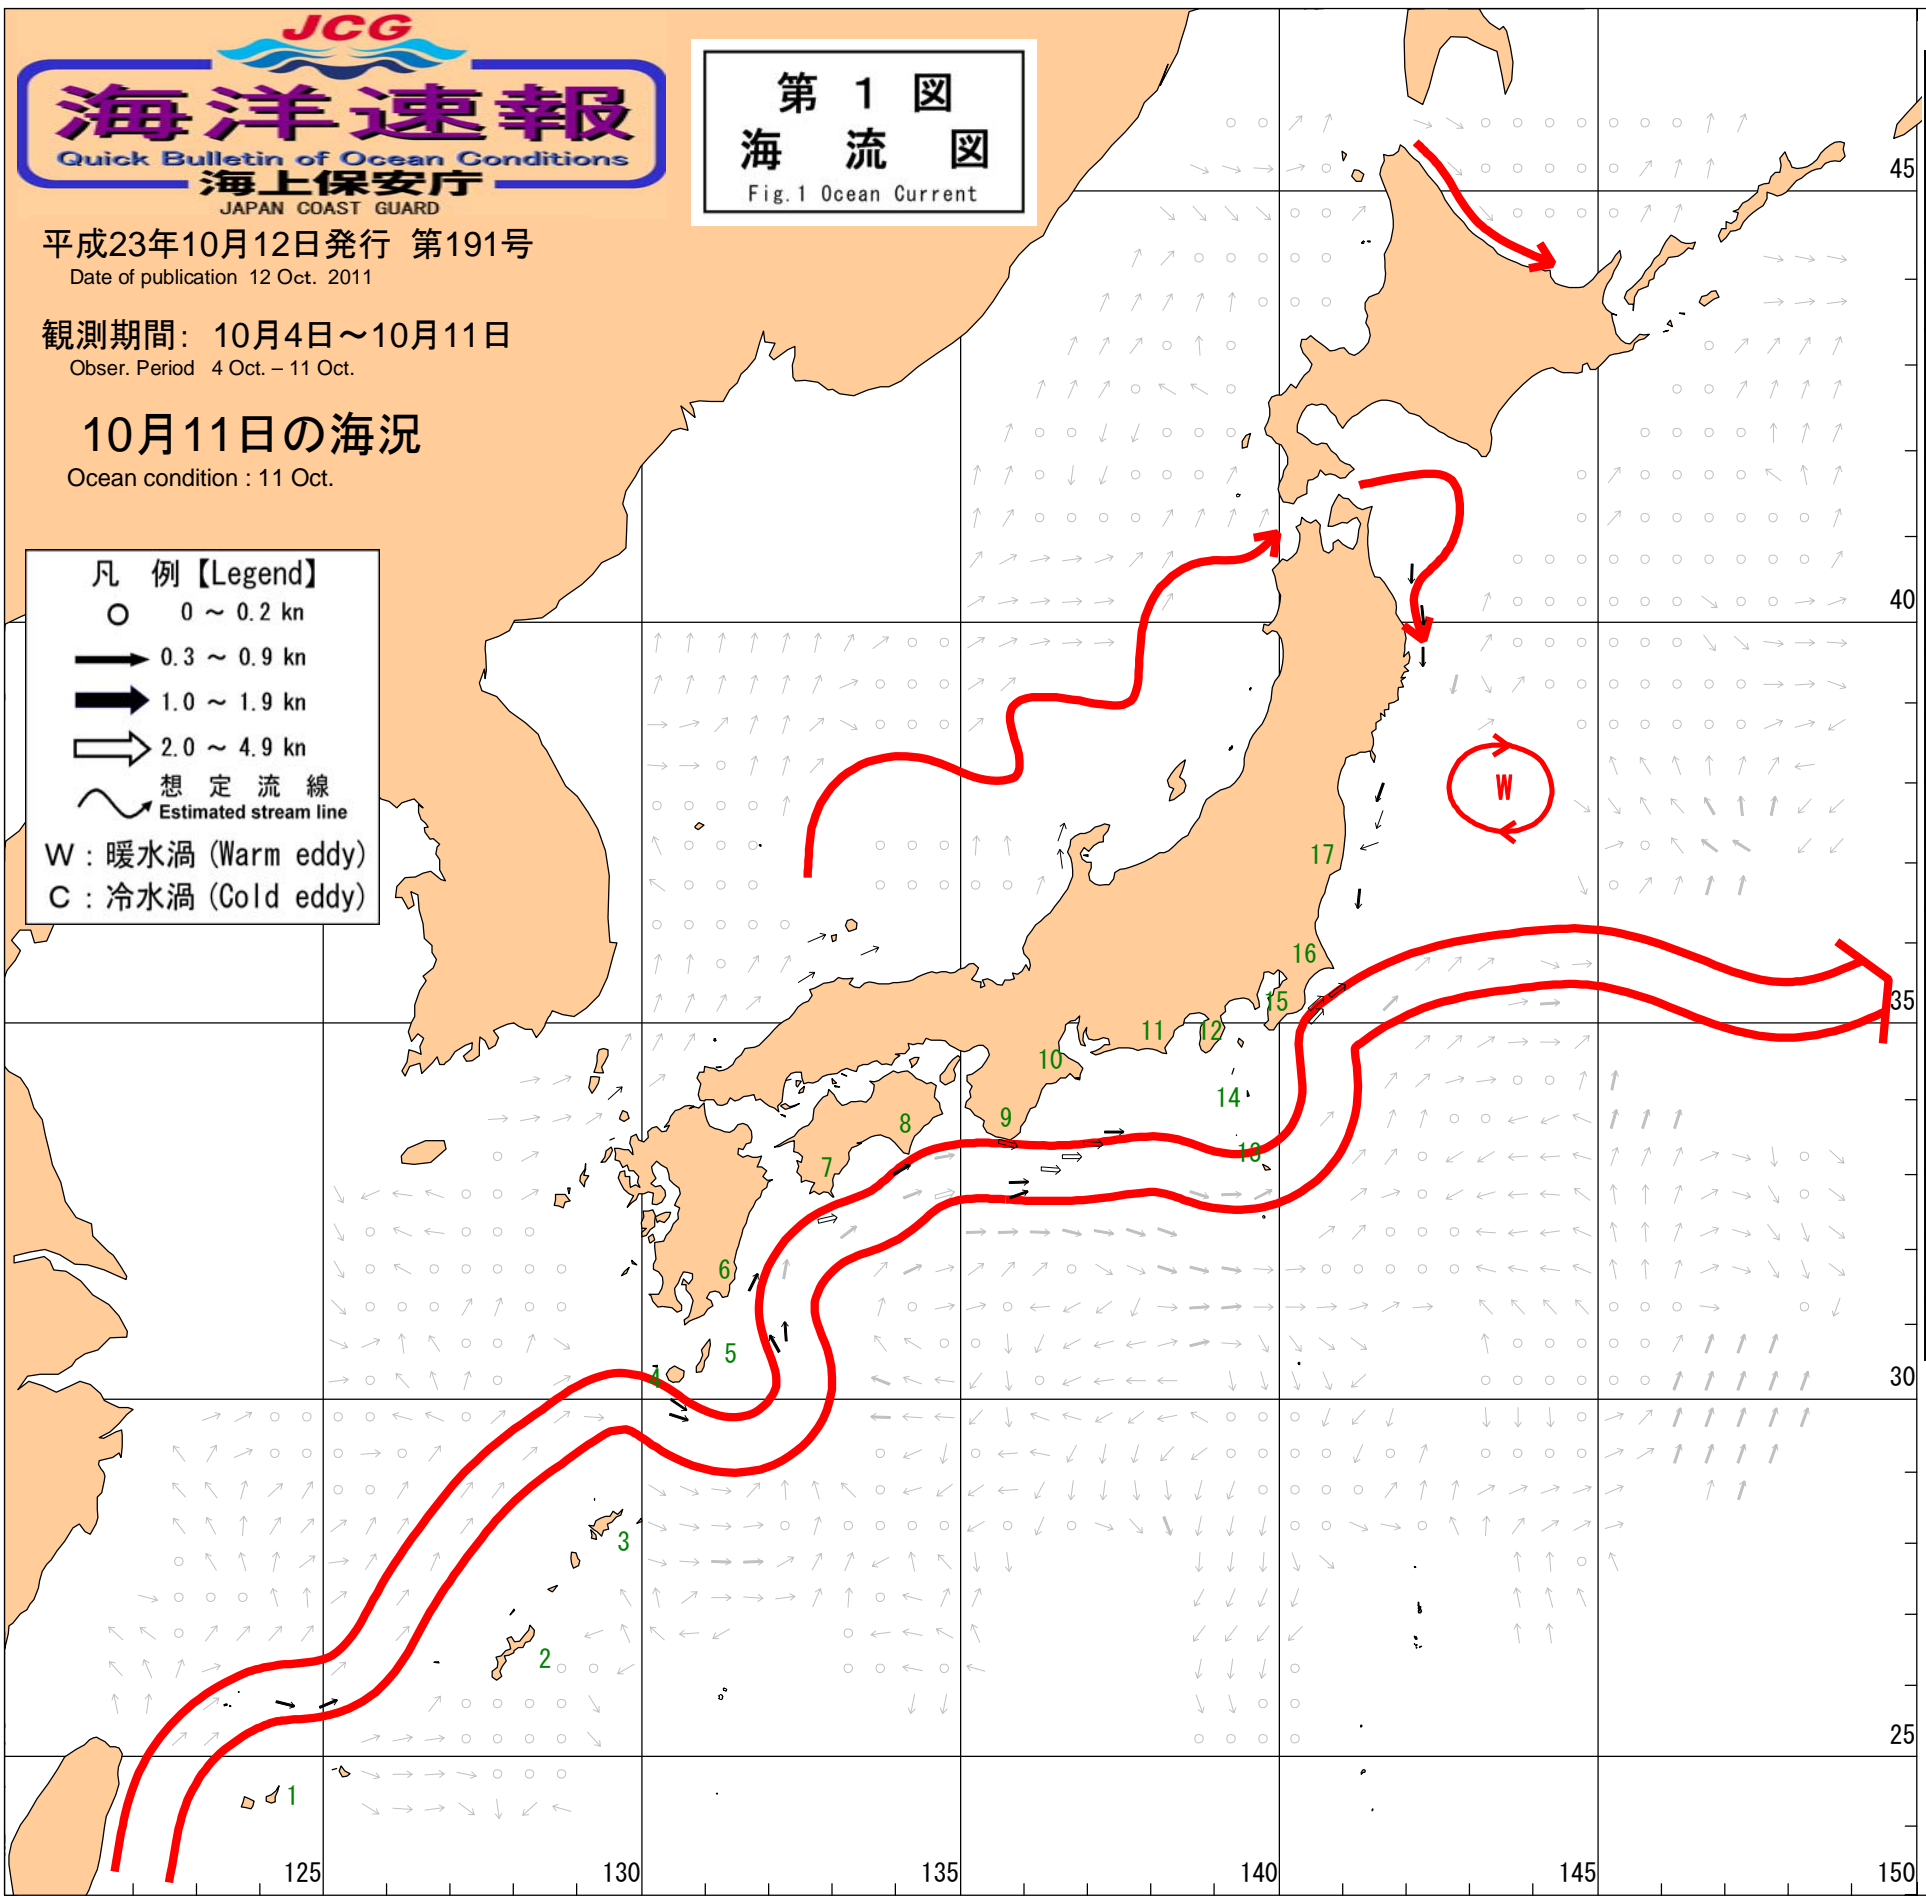 JCG
海洋速報
Quick Bulletin of Ocean Conditions
海上保安庁
JAPAN COAST GUARD
第 1 図
海 流 図
Fig.1 Ocean Current
平成23年10月12日発行 第191号
Date of publication 12 Oct. 2011
観測期間: 10月4日～10月11日
Obser. Period 4 Oct. – 11 Oct.
10月11日の海況
Ocean condition : 11 Oct.
凡 例【Legend】
0 ～ 0.2 kn
0.3 ～ 0.9 kn
1.0 ～ 1.9 kn
2.0 ～ 4.9 kn
想 定 流 線
Estimated stream line
W : 暖水渦 (Warm eddy)
C : 冷水渦 (Cold eddy)
45
40
W
17
16
35
15
11
12
10
14
9
8
13
7
6
5
4
30
3
2
25
1
125
130
135
140
145
150